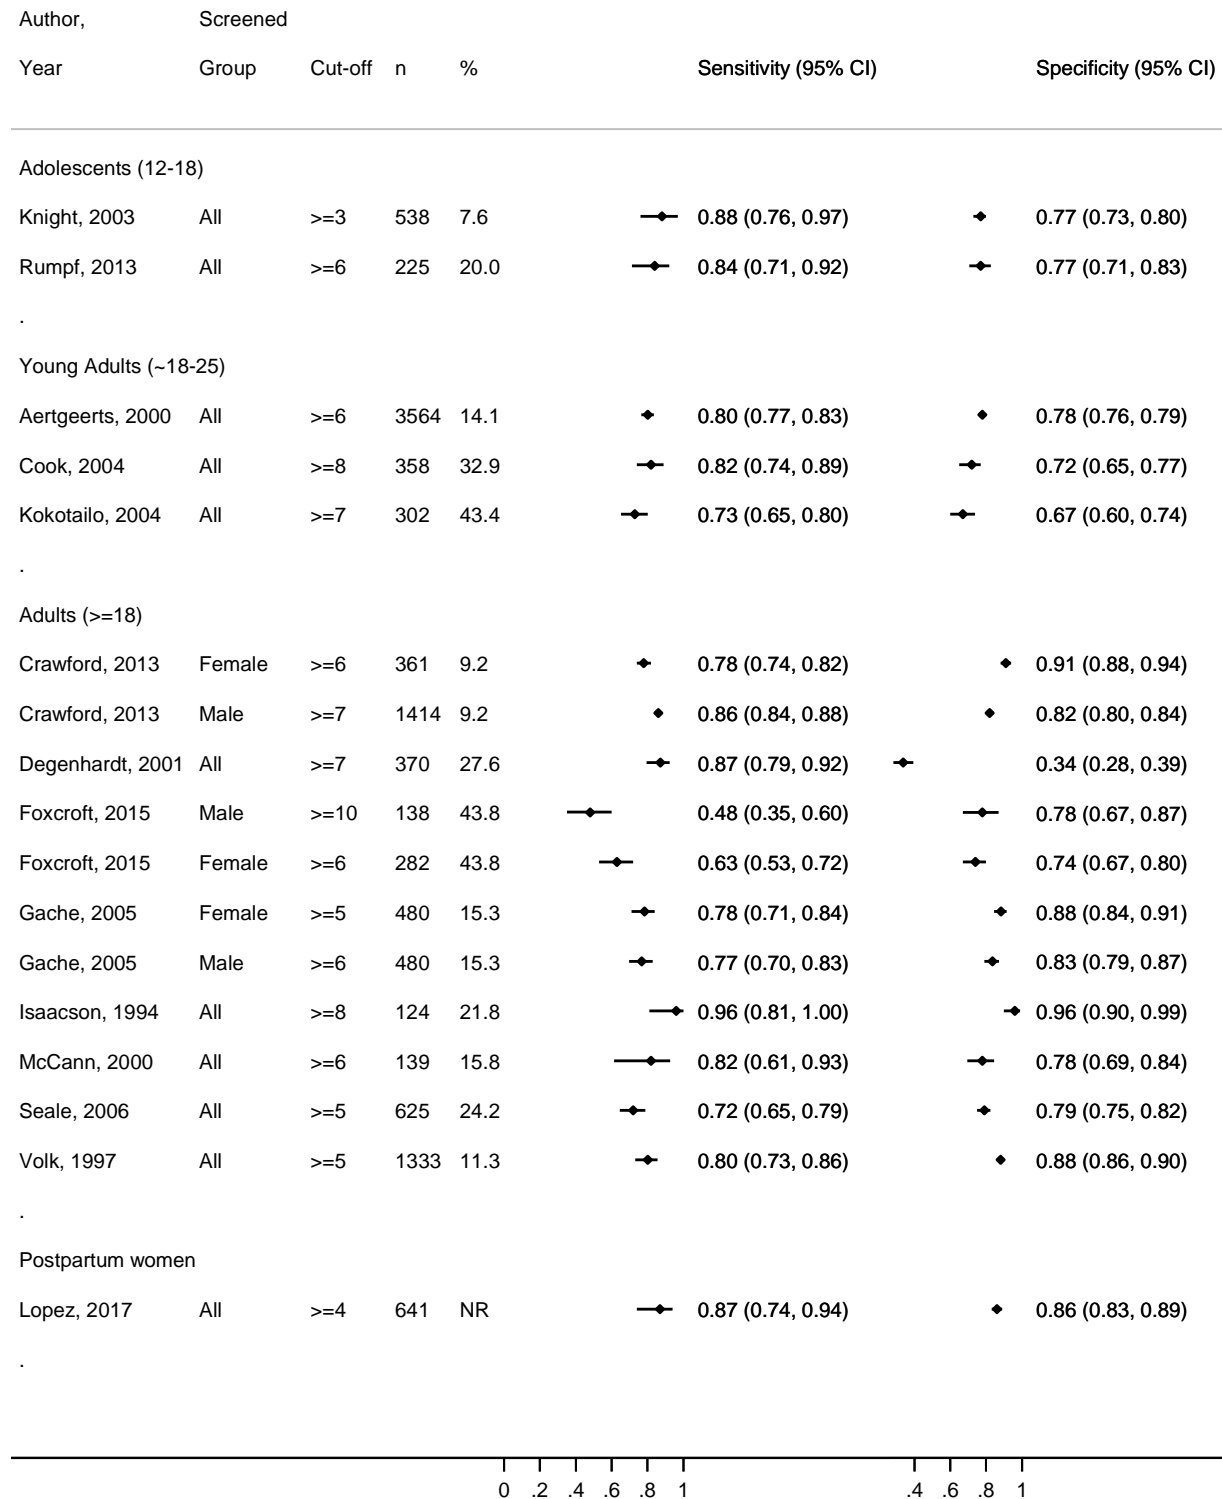 Author, Screened
Year Group Cut-off n % Sensitivity (95% CI) Specificity (95% CI)
Adolescents (12-18)
Knight, 2003 All >=3 538 7.6 0.88 (0.76, 0.97) 0.77 (0.73, 0.80)
Rumpf, 2013 All >=6 225 20.0 0.84 (0.71, 0.92) 0.77 (0.71, 0.83)
.
Young Adults (~18-25)
Aertgeerts, 2000 All >=6 3564 14.1 0.80 (0.77, 0.83) 0.78 (0.76, 0.79)
Cook, 2004 All >=8 358 32.9 0.82 (0.74, 0.89) 0.72 (0.65, 0.77)
Kokotailo, 2004 All >=7 302 43.4 0.73 (0.65, 0.80) 0.67 (0.60, 0.74)
.
Adults (>=18)
Crawford, 2013 Female >=6 361 9.2 0.78 (0.74, 0.82) 0.91 (0.88, 0.94)
Crawford, 2013 Male >=7 1414 9.2 0.86 (0.84, 0.88) 0.82 (0.80, 0.84)
Degenhardt, 2001 All >=7 370 27.6 0.87 (0.79, 0.92) 0.34 (0.28, 0.39)
Foxcroft, 2015 Male >=10 138 43.8 0.48 (0.35, 0.60) 0.78 (0.67, 0.87)
Foxcroft, 2015 Female >=6 282 43.8 0.63 (0.53, 0.72) 0.74 (0.67, 0.80)
Gache, 2005 Female >=5 480 15.3 0.78 (0.71, 0.84) 0.88 (0.84, 0.91)
Gache, 2005 Male >=6 480 15.3 0.77 (0.70, 0.83) 0.83 (0.79, 0.87)
Isaacson, 1994 All >=8 124 21.8 0.96 (0.81, 1.00) 0.96 (0.90, 0.99)
McCann, 2000 All >=6 139 15.8 0.82 (0.61, 0.93) 0.78 (0.69, 0.84)
Seale, 2006 All >=5 625 24.2 0.72 (0.65, 0.79) 0.79 (0.75, 0.82)
Volk, 1997 All >=5 1333 11.3 0.80 (0.73, 0.86) 0.88 (0.86, 0.90)
.
Postpartum women
Lopez, 2017 All >=4 641 NR 0.87 (0.74, 0.94) 0.86 (0.83, 0.89)
.
0 .2 .4 .6 .8 1 .4 .6 .8 1